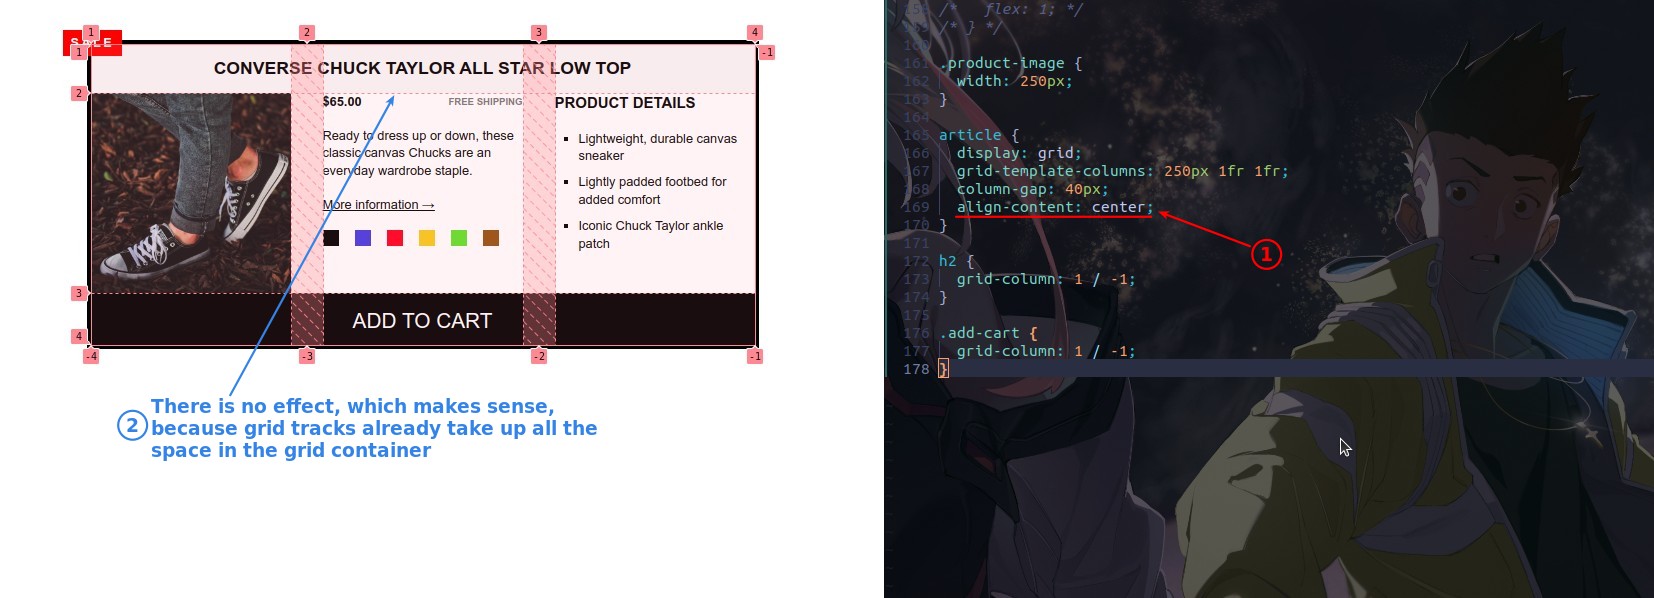 1 2 3 4
SALE
1 -1
CONVERSE CHUCK TAYLOR ALL STAR LOW TOP
2
$65.00 FREE SHIPPING PRODUCT DETAILS
Ready to dress up or down, these
classic canvas Chucks are an
everyday wardrobe staple.
More information →
▪ Lightweight, durable canvas
sneaker
▪ Lightly padded footbed for
added comfort
▪ Iconic Chuck Taylor ankle
patch
3
ADD TO CART
4
-4 -3 -2 -1
2
There is no effect, which makes sense,
because grid tracks already take up all the
space in the grid container
/*   flex: 1; */
/* } */
160
161 .product-image {
162   width: 250px;
163 }
164
165 article {
166   display: grid;
167   grid-template-columns: 250px 1fr 1fr;
168   column-gap: 40px;
169   align-content: center;
170 }
171
172 h2 {
173   grid-column: 1 / -1;
174 }
175
176 .add-cart {
177   grid-column: 1 / -1;
178 }
1